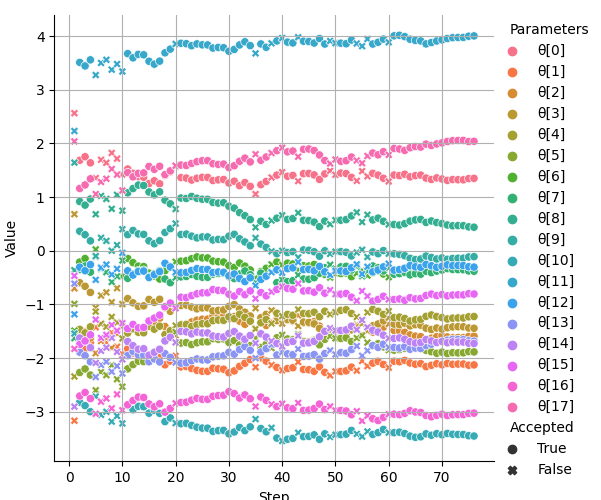 Value
4
3
2
1
0
−1
−2
−3
0
10
20
30
40
50
60
70
Step
Parameters
θ[0]
θ[1]
θ[2]
θ[3]
θ[4]
θ[5]
θ[6]
θ[7]
θ[8]
θ[9]
θ[10]
θ[11]
θ[12]
θ[13]
θ[14]
θ[15]
θ[16]
θ[17]
Accepted
True
False